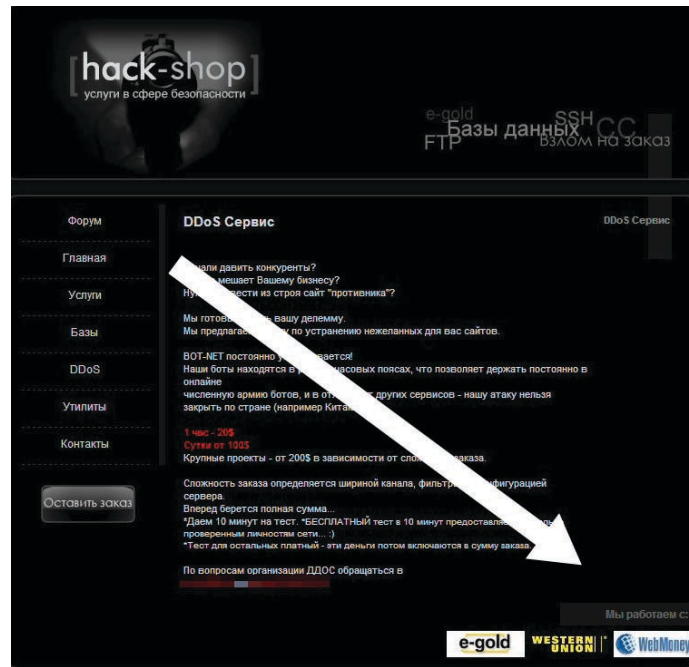 [hack-shop]
услуги в сфере безопасности
e-gold
SSH
Базы данных
CC
FTP
Взлом на заказ
Форум
Главная
Услуги
Базы
DDoS
Утилиты
Контакты
Оставить заказ
DDoS Сервис
DDoS Сервис
давить конкуренты?
мешает Вашему бизнесу?
из строя сайт "противника"?
Мы вашу делемму.
Мы по устранению нежеланных для вас сайтов.
BOT-NET постоянно
Наши боты находятся в часовых поясах, что позволяет держать постоянно в
онлайне
численную армию ботов, и в других сервисов - нашу атаку нельзя
закрыть по стране (например
1 час - 20$
Сутки от 100$
Крупные проекты - от 200$ в зависимости от заказа.
Сложность заказа определяется шириной канала,
сервера.
Вперед берется полная сумма...
*Даем 10 минут на тест. *БЕСПЛАТНЫЙ тест в 10 минут
проверенным личностям сети... :)
*Тест для остальных платный - эти деньги потом включаются в сумму заказа.
По вопросам организации ДДОС обращаться в
Мы работаем с:
e-gold
WESTERN UNION
WebMoney